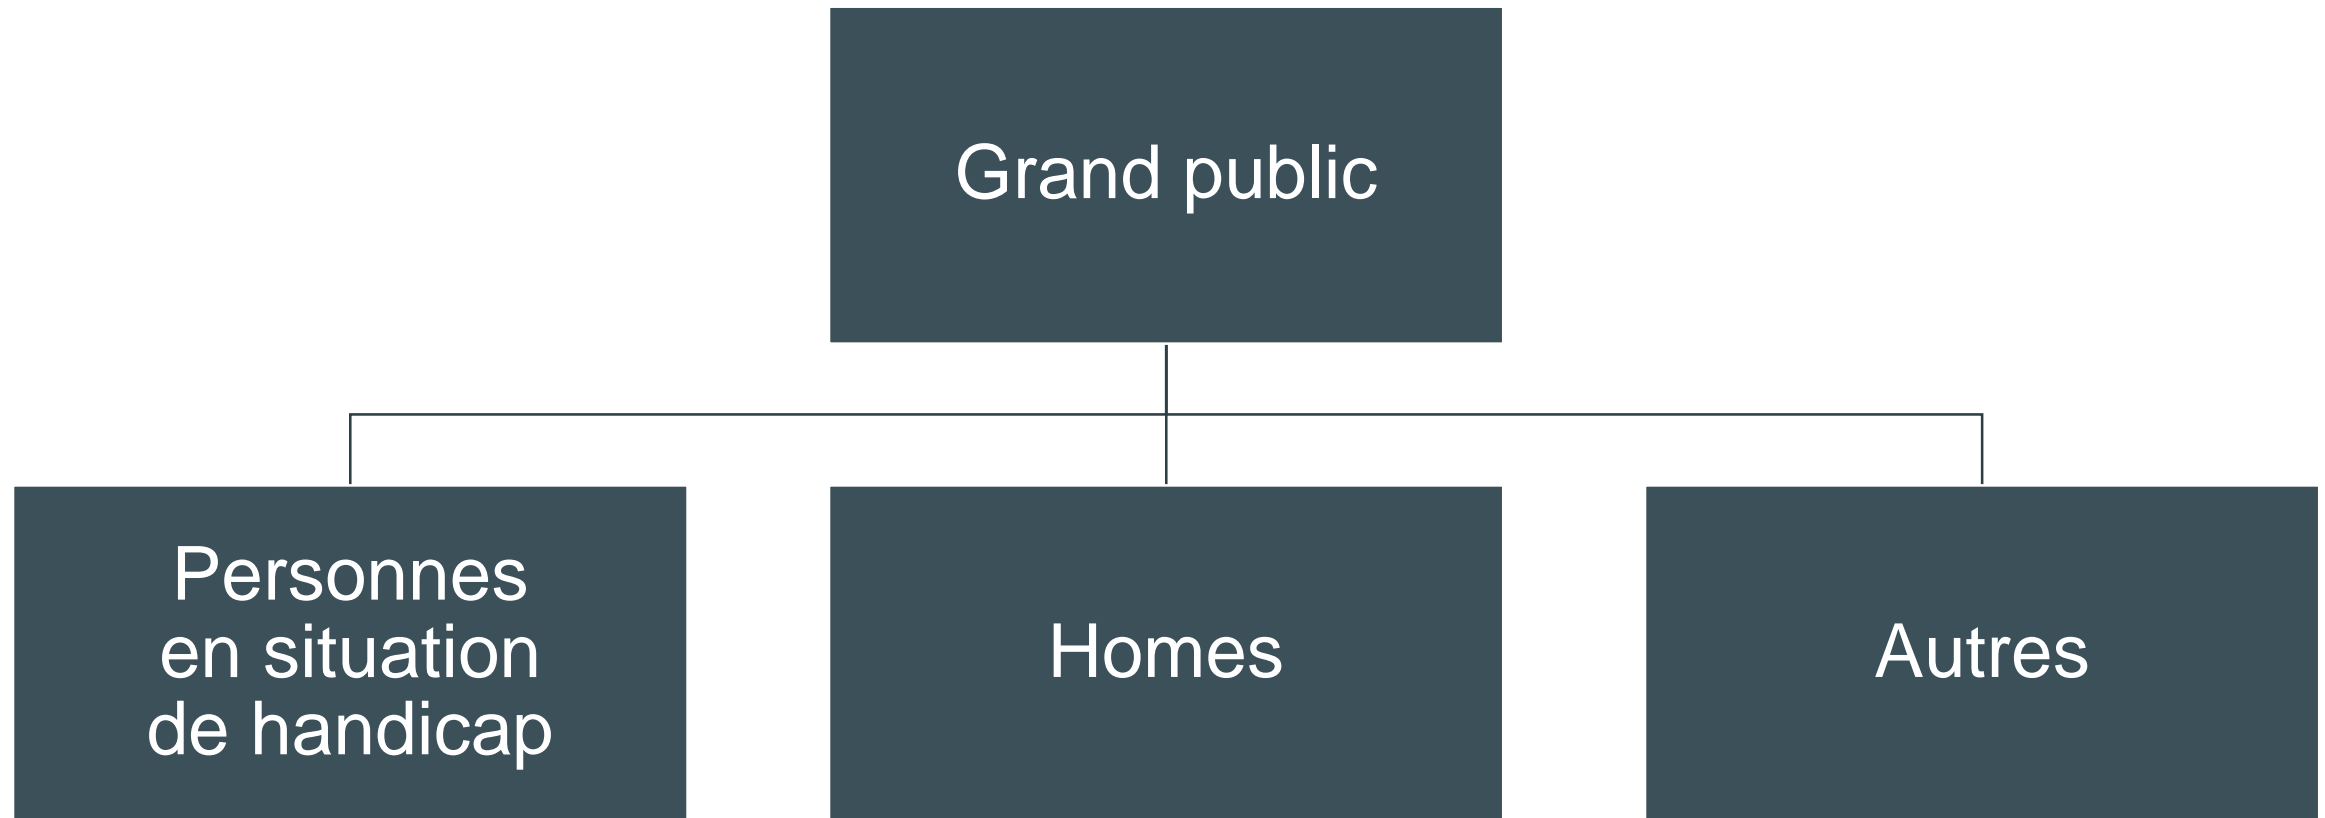 Grand public
Personnes
en situation
de handicap
Homes
Autres